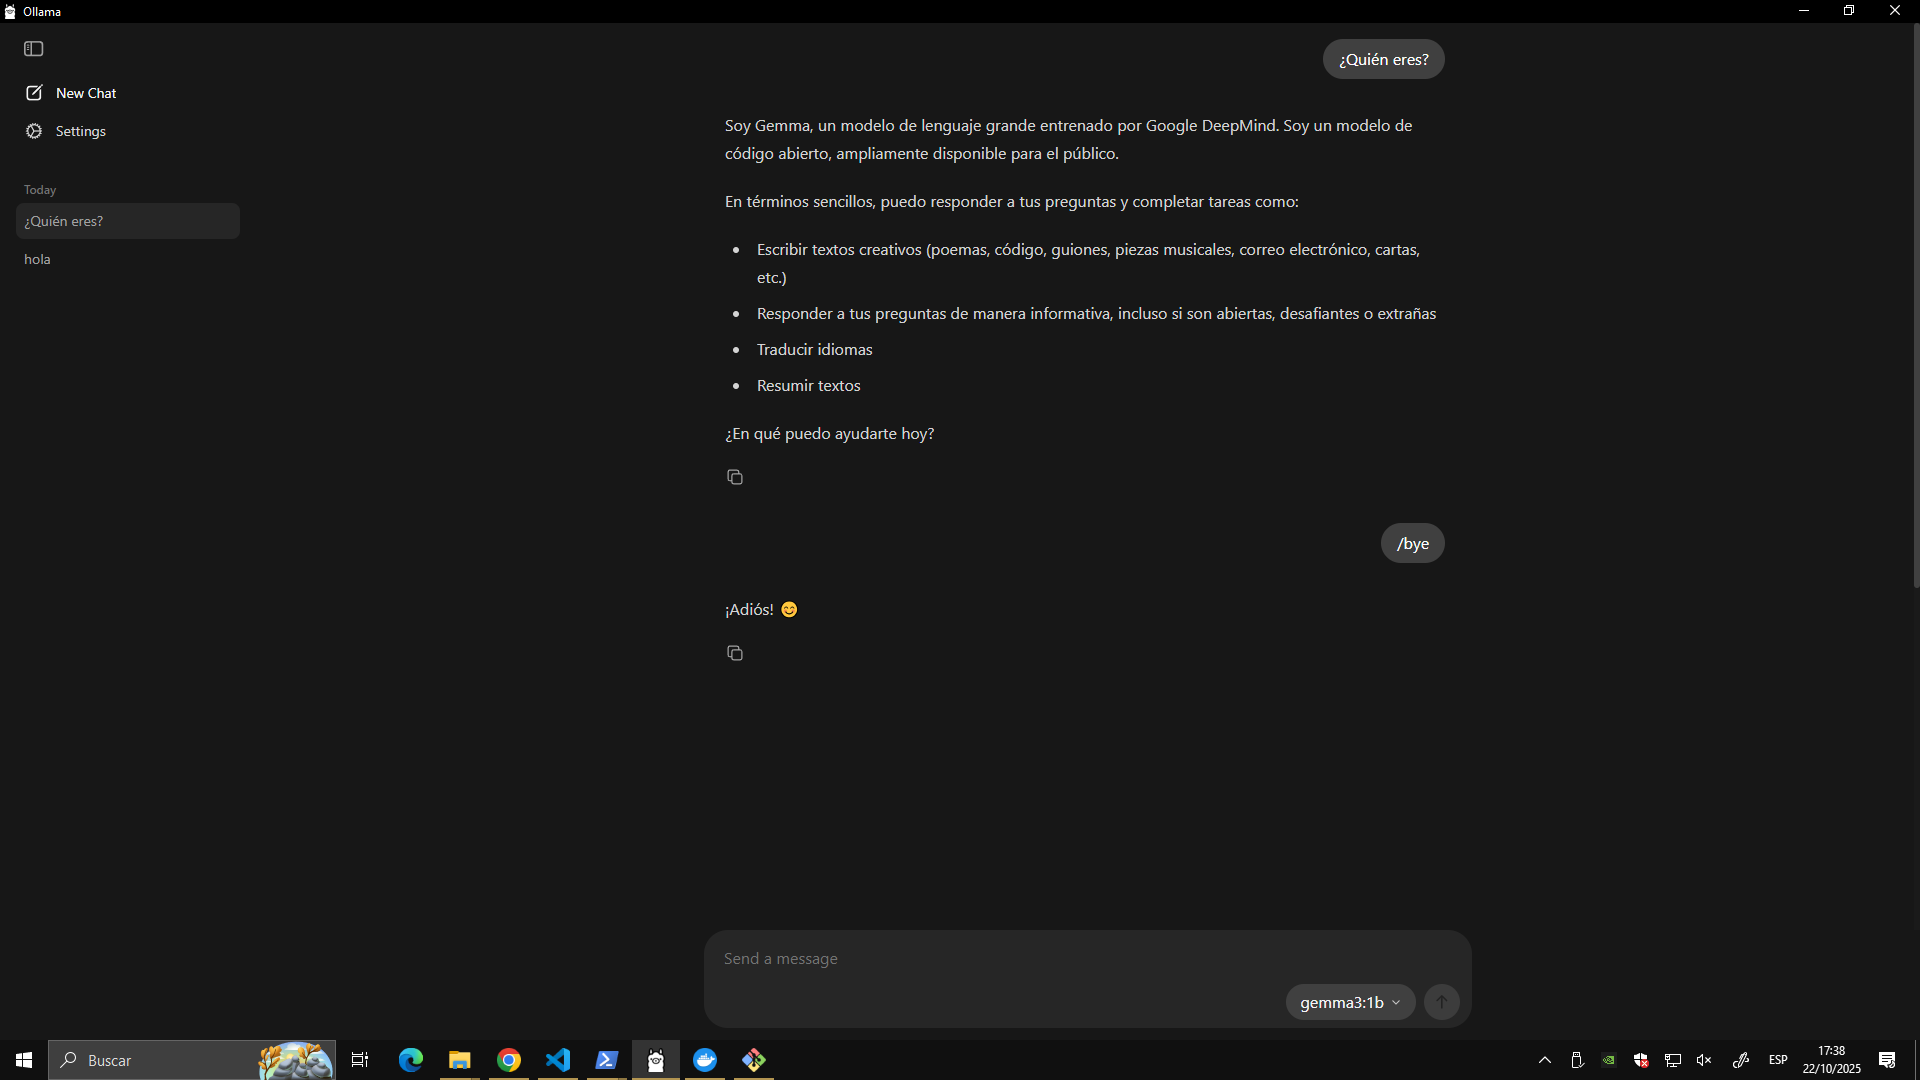 Ollama
New Chat
Settings
Today
¿Quién eres?
hola
¿Quién eres?
Soy Gemma, un modelo de lenguaje grande entrenado por Google DeepMind. Soy un modelo de
código abierto, ampliamente disponible para el público.
En términos sencillos, puedo responder a tus preguntas y completar tareas como:
Escribir textos creativos (poemas, código, guiones, piezas musicales, correo electrónico, cartas,
etc.)
Responder a tus preguntas de manera informativa, incluso si son abiertas, desafiantes o extrañas
Traducir idiomas
Resumir textos
¿En qué puedo ayudarte hoy?
/bye
¡Adiós! 😊
Send a message
gemma3:1b
Buscar
ESP
17:38
22/10/2025